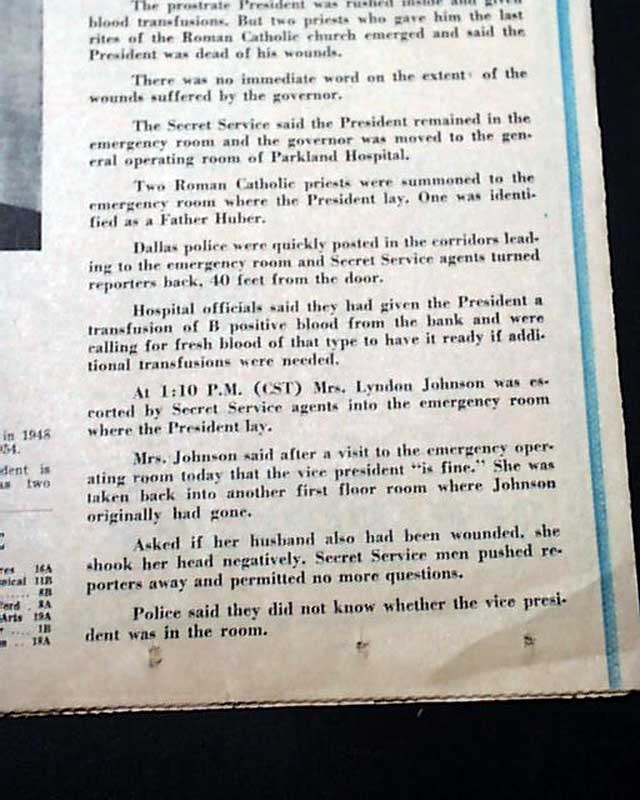 The prostrate President was rushed inside and given
blood transfusions. But two priests who gave him the last
rites of the Roman Catholic church emerged and said the
President was dead of his wounds.
There was no immediate word on the extent of the
wounds suffered by the governor.
The Secret Service said the President remained in the
emergency room and the governor was moved to the gen-
eral operating room of Parkland Hospital.
Two Roman Catholic priests were summoned to the
emergency room where the President lay. One was identi-
fied as a Father Huber.
Dallas police were quickly posted in the corridors lead-
ing to the emergency room and Secret Service agents turned
reporters back, 40 feet from the door.
Hospital officials said they had given the President a
transfusion of B positive blood from the bank and were
calling for fresh blood of that type to have it ready if addi-
tional transfusions were needed.
At 1:10 P.M. (CST) Mrs. Lyndon Johnson was es-
corted by Secret Service agents into the emergency room
where the President lay.
Mrs. Johnson said after a visit to the emergency oper-
ating room today that the vice president "is fine." She was
taken back into another first floor room where Johnson
originally had gone.
Asked if her husband also had been wounded, she
shook her head negatively. Secret Service men pushed re-
porters away and permitted no more questions.
Police said they did not know whether the vice presi-
dent was in the room.
in 1948
954.
dent is
as two
res 16A
sical 11B
8B
ford 8A
Arts 19A
1B
18A